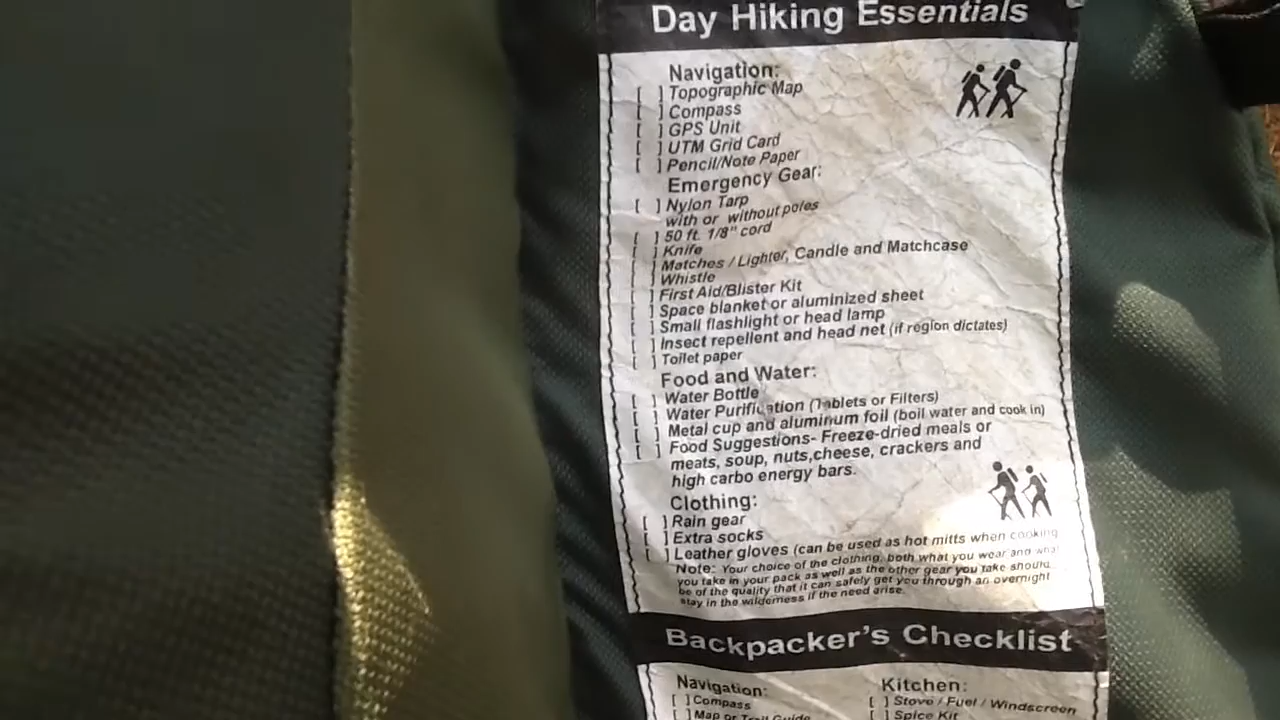 Day Hiking Essentials
Navigation:
[ ] Topographic Map
[ ] Compass
[ ] GPS Unit
[ ] UTM Grid Card
[ ] Pencil/Note Paper
Emergency Gear:
[ ] Nylon Tarp
with or without poles
[ ] 50 ft. 1/8" cord
[ ] Knife
[ ] Matches / Lighter, Candle and Matchcase
[ ] Whistle
[ ] First Aid/Blister Kit
[ ] Space blanket or aluminized sheet
[ ] Small flashlight or head lamp
[ ] Insect repellent and head net (if region dictates)
[ ] Toilet paper
Food and Water:
[ ] Water Bottle
[ ] Water Purification (Tablets or Filters)
[ ] Metal cup and aluminum foil (boil water and cook in)
[ ] Food Suggestions- Freeze-dried meals or
meats, soup, nuts,cheese, crackers and
high carbo energy bars.
Clothing:
[ ] Rain gear
[ ] Extra socks
[ ] Leather gloves (can be used as hot mitts when cooking
Note: Your choice of the clothing, both what you wear and what
you take in your pack as well as the other gear you take should
be of the quality that it can safely get you through an overnight
stay in the wilderness if the need arise.
Backpacker's Checklist
Navigation:
[ ] Compass
[ ] Map or Trail Guide
Kitchen:
[ ] Stove / Fuel / Windscreen
[ ] Spice Kit